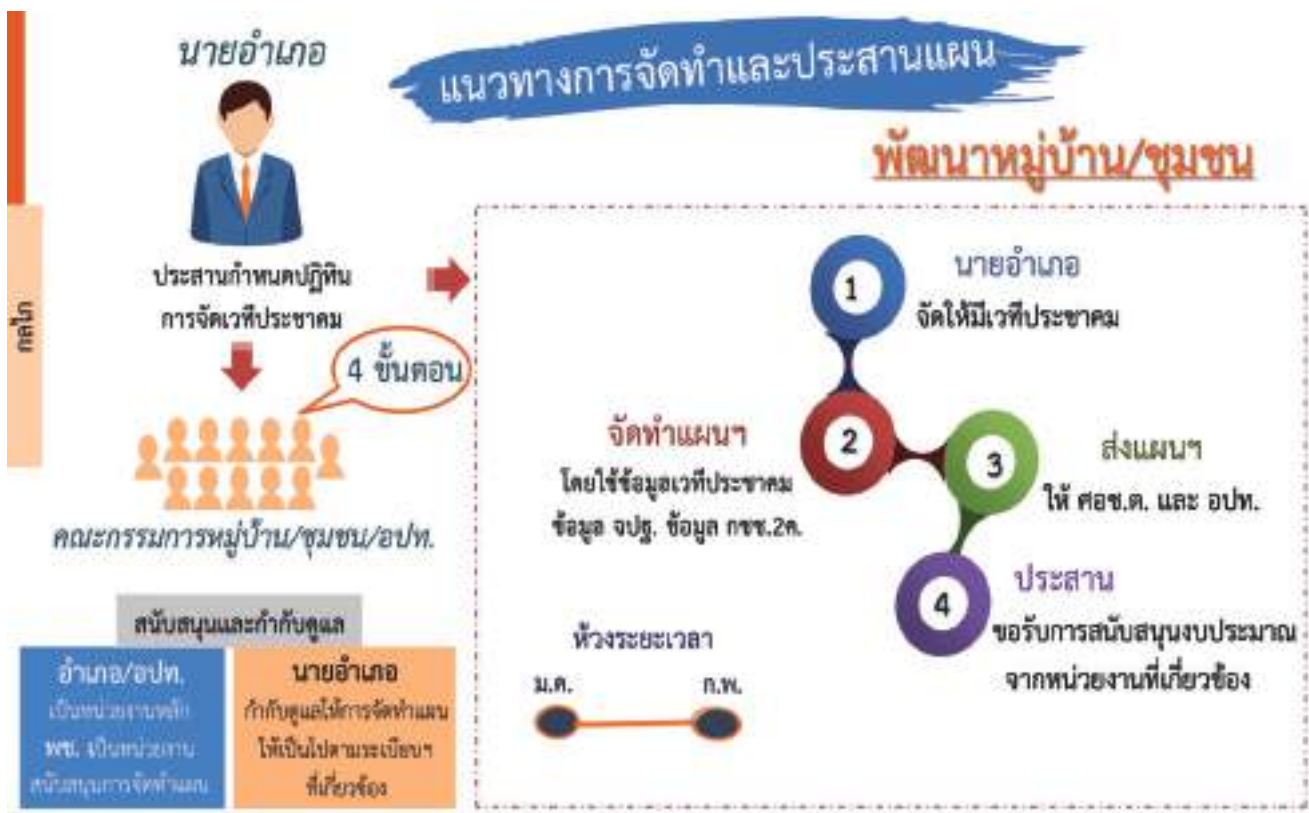 แนวทางการจัดทำและประสานแผน
พัฒนาหมู่บ้าน/ชุมชน
กลไก
นายอำเภอ
ประสานกำหนดปฏิทิน
การจัดเวทีประชาคม
4 ขั้นตอน
คณะกรรมการหมู่บ้าน/ชุมชน/อปท.
สนับสนุนและกำกับดูแล
อำเภอ/อปท.
เป็นหน่วยงานหลัก
พช. เป็นหน่วยงาน
สนับสนุนการจัดทำแผน
นายอำเภอ
กำกับดูแลให้การจัดทำแผน
ให้เป็นไปตามระเบียบฯ
ที่เกี่ยวข้อง
1
นายอำเภอ
จัดให้มีเวทีประชาคม
2
จัดทำแผนฯ
โดยใช้ข้อมูลเวทีประชาคม
ข้อมูล จปฐ. ข้อมูล กชช.2ค.
3
ส่งแผนฯ
ให้ ศอช.ต. และ อปท.
4
ประสาน
ขอรับการสนับสนุนงบประมาณ
จากหน่วยงานที่เกี่ยวข้อง
ห้วงระยะเวลา
ม.ค. ก.พ.